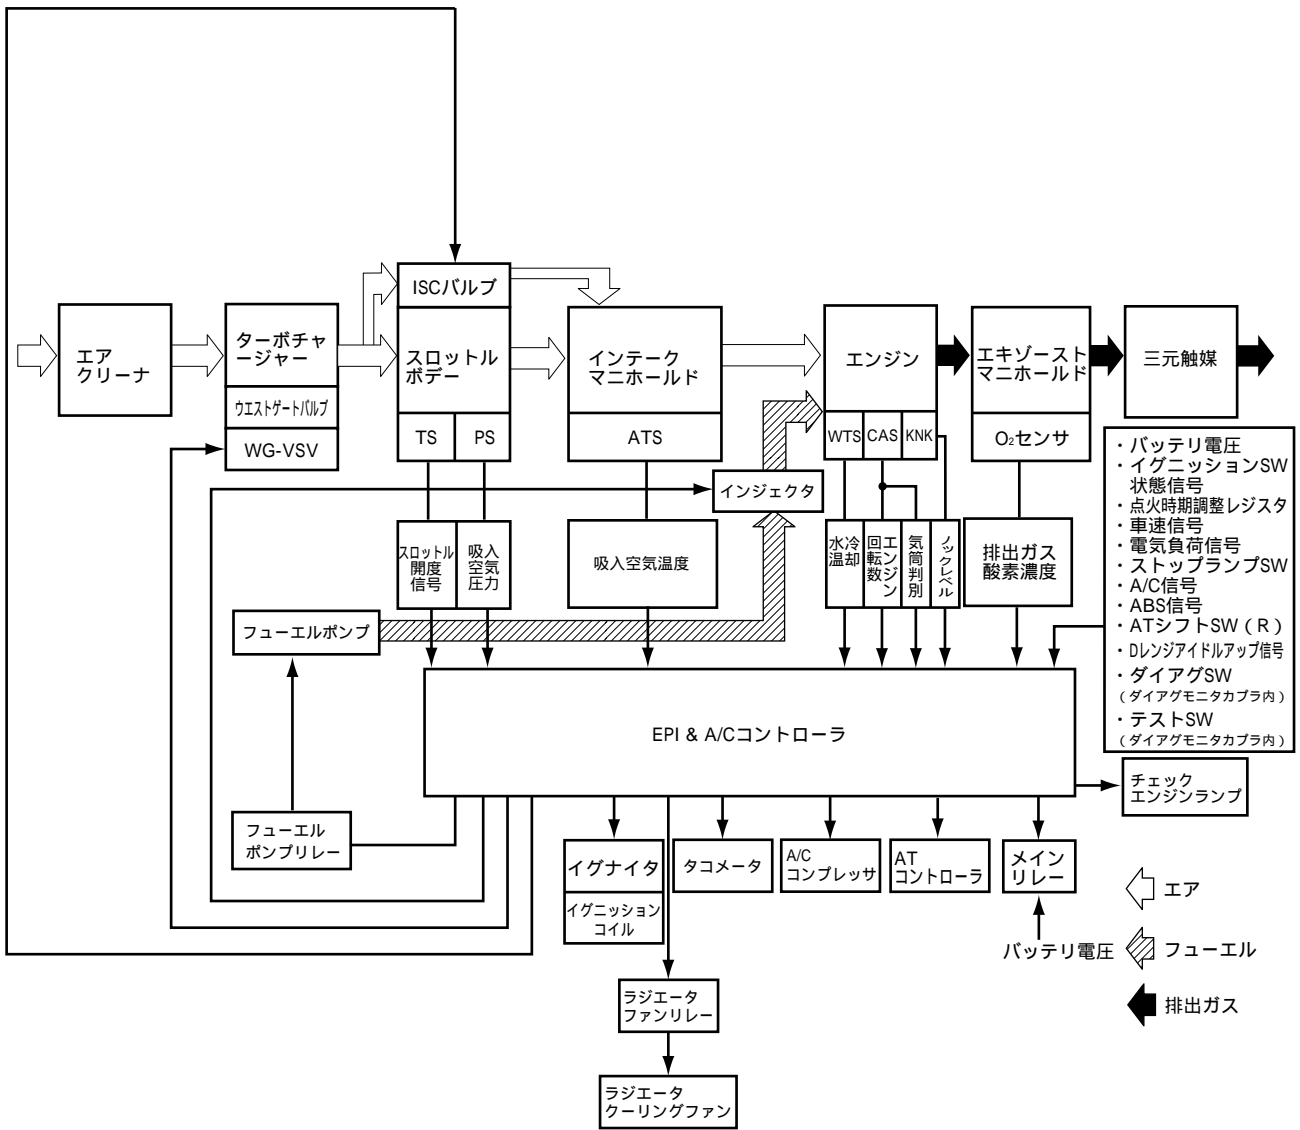 ISCバルブ
エア
クリーナ
ターボチャ
ージャー
ウエストゲートバルブ
WG-VSV
スロットル
ボデー
TS
PS
インテーク
マニホールド
ATS
エンジン
WTS
CAS
KNK
エキゾースト
マニホールド
O₂センサ
三元触媒
インジェクタ
スロットル
開度
信号
吸入
空気
圧力
吸入空気温度
冷却
水温
エンジン
回転数
気筒判別
ノックレベル
排出ガス
酸素濃度
・バッテリ電圧
・イグニッションSW
状態信号
・点火時期調整レジスタ
・車速信号
・電気負荷信号
・ストップランプSW
・A/C信号
・ABS信号
・ATシフトSW(R)
・Dレンジアイドルアップ信号
・ダイアグSW
(ダイアグモニタカプラ内)
・テストSW
(ダイアグモニタカプラ内)
フューエルポンプ
EPI & A/Cコントローラ
チェック
エンジンランプ
フューエル
ポンプリレー
イグナイタ
イグニッション
コイル
タコメータ
A/C
コンプレッサ
AT
コントローラ
メイン
リレー
バッテリ電圧
エア
フューエル
排出ガス
ラジエータ
ファンリレー
ラジエータ
クーリングファン